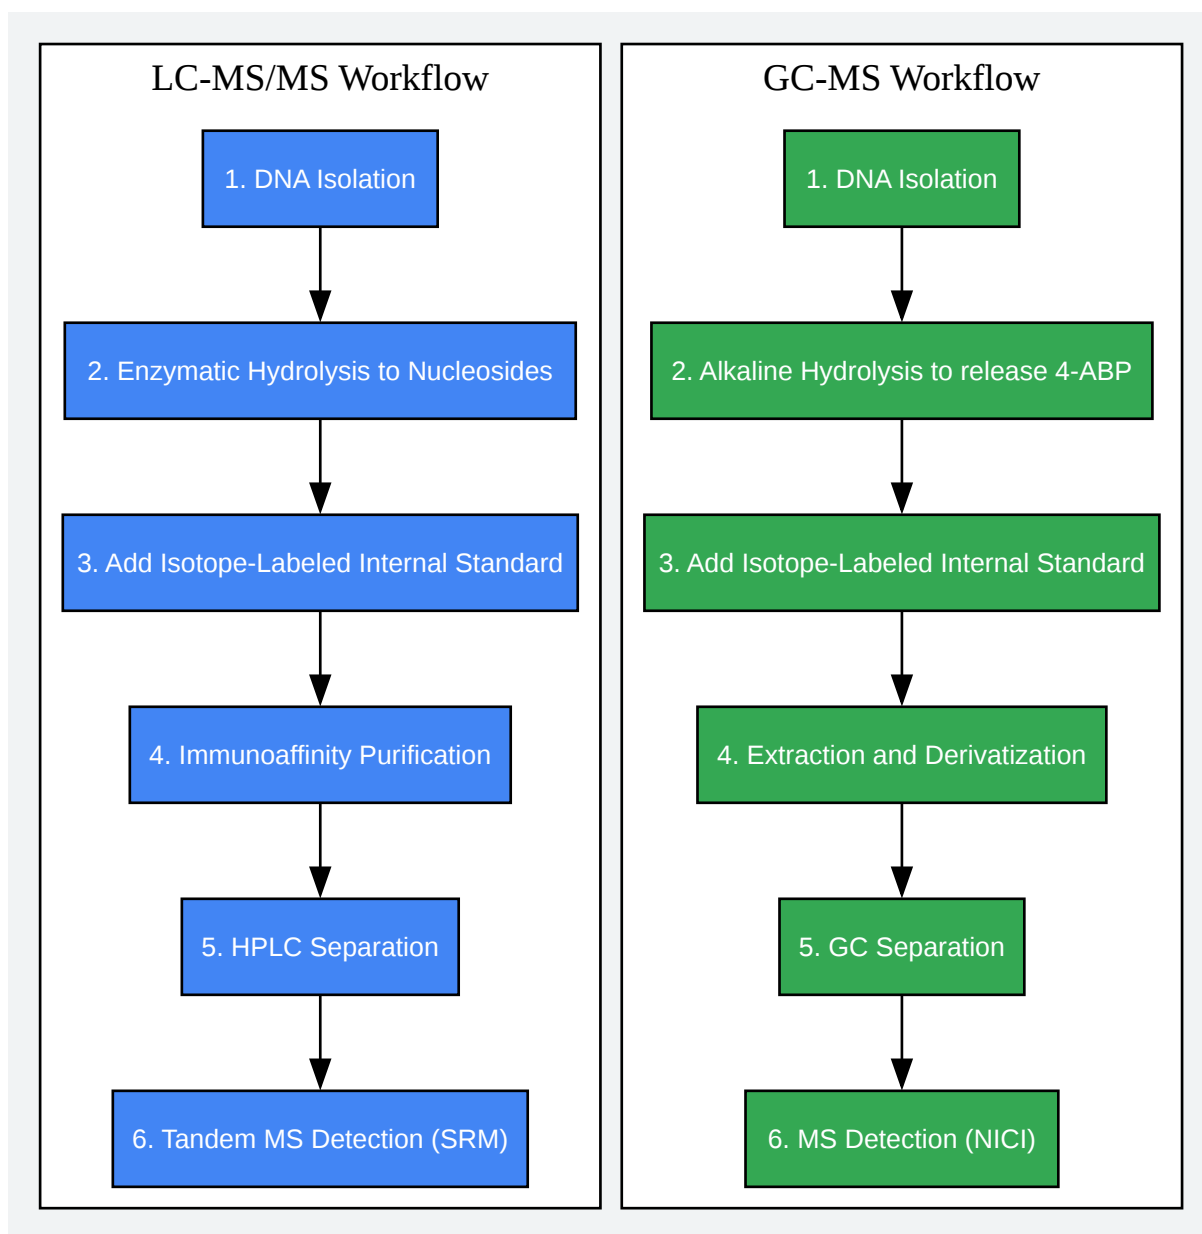 LC-MS/MS Workflow
1. DNA Isolation
2. Enzymatic Hydrolysis to Nucleosides
3. Add Isotope-Labeled Internal Standard
4. Immunoaffinity Purification
5. HPLC Separation
6. Tandem MS Detection (SRM)
GC-MS Workflow
1. DNA Isolation
2. Alkaline Hydrolysis to release 4-ABP
3. Add Isotope-Labeled Internal Standard
4. Extraction and Derivatization
5. GC Separation
6. MS Detection (NICI)